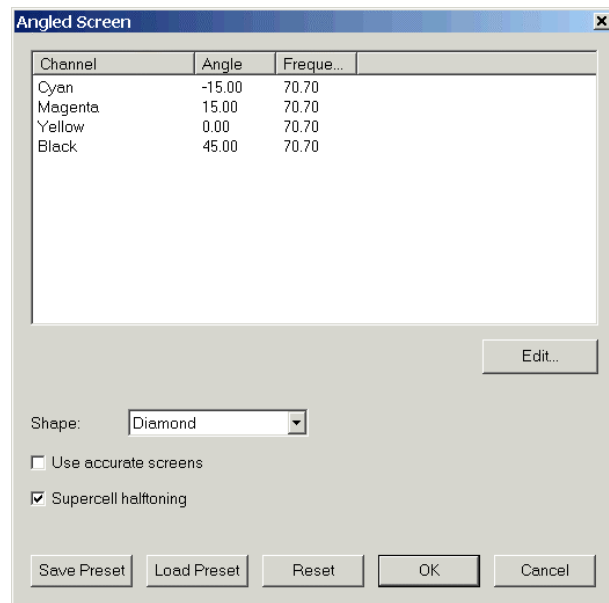 Angled Screen
Channel Angle Freque...
Cyan -15.00 70.70
Magenta 15.00 70.70
Yellow 0.00 70.70
Black 45.00 70.70
Edit...
Shape: Diamond
Use accurate screens
Supercell halftoning
Save Preset Load Preset Reset OK Cancel